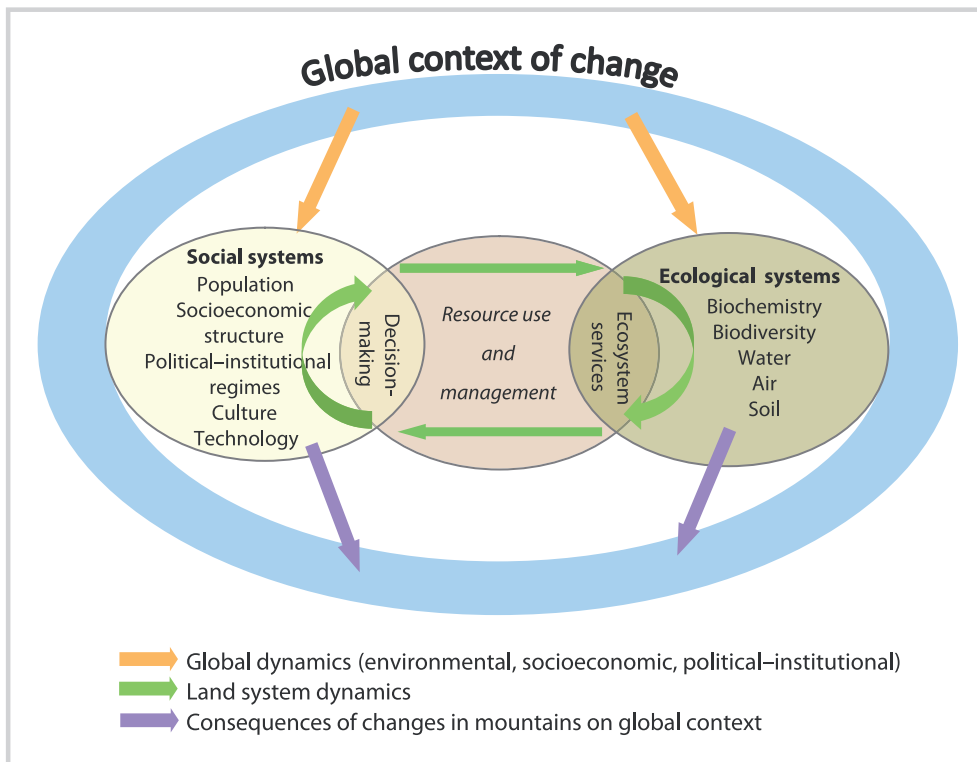 Global context of change
Social systems
Population
Socioeconomic
structure
Political–institutional
regimes
Culture
Technology
Decision-
making
Resource use
and
management
Ecosystem
services
Ecological systems
Biochemistry
Biodiversity
Water
Air
Soil
Global dynamics (environmental, socioeconomic, political–institutional)
Land system dynamics
Consequences of changes in mountains on global context